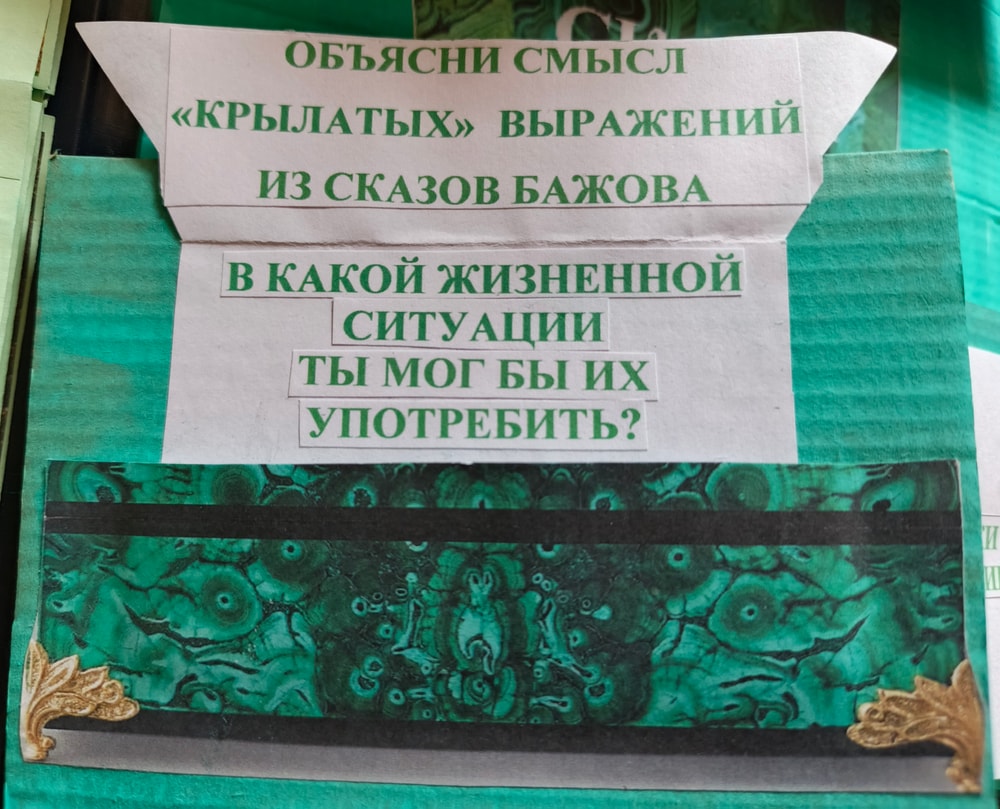 ОБЪЯСНИ СМЫСЛ
«КРЫЛАТЫХ» ВЫРАЖЕНИЙ
ИЗ СКАЗОВ БАЖОВА
В КАКОЙ ЖИЗНЕННОЙ
СИТУАЦИИ
ТЫ МОГ БЫ ИХ
УПОТРЕБИТЬ?